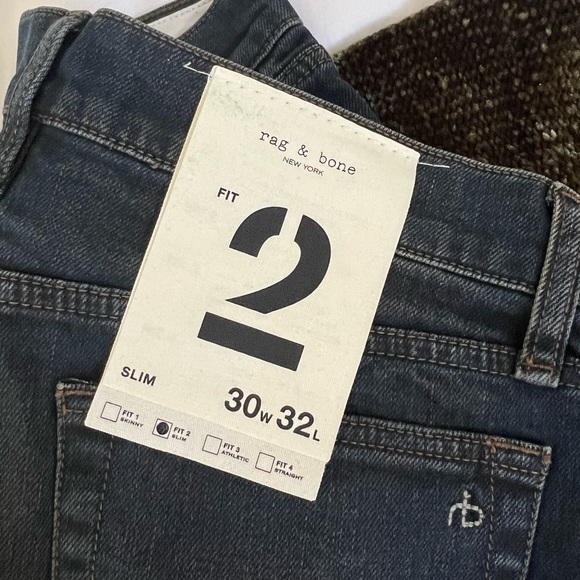 rag & bone
NEW YORK
FIT
2
SLIM
30W 32L
FIT 1
SKINNY
FIT 2
SLIM
FIT 3
ATHLETIC
FIT 4
STRAIGHT
rb